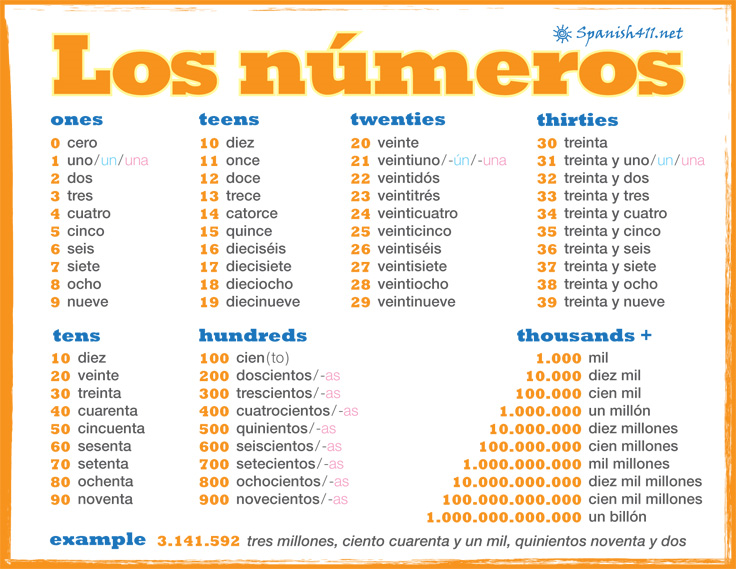 Spanish411.net
Los números
ones
0 cero
1 uno/un/una
2 dos
3 tres
4 cuatro
5 cinco
6 seis
7 siete
8 ocho
9 nueve
teens
10 diez
11 once
12 doce
13 trece
14 catorce
15 quince
16 dieciséis
17 diecisiete
18 dieciocho
19 diecinueve
twenties
20 veinte
21 veintiuno/-ún/-una
22 veintidós
23 veintitrés
24 veinticuatro
25 veinticinco
26 veintiséis
27 veintisiete
28 veintiocho
29 veintinueve
thirties
30 treinta
31 treinta y uno/un/una
32 treinta y dos
33 treinta y tres
34 treinta y cuatro
35 treinta y cinco
36 treinta y seis
37 treinta y siete
38 treinta y ocho
39 treinta y nueve
tens
10 diez
20 veinte
30 treinta
40 cuarenta
50 cincuenta
60 sesenta
70 setenta
80 ochenta
90 noventa
hundreds
100 cien(to)
200 doscientos/-as
300 trescientos/-as
400 cuatrocientos/-as
500 quinientos/-as
600 seiscientos/-as
700 setecientos/-as
800 ochocientos/-as
900 novecientos/-as
thousands +
1.000 mil
10.000 diez mil
100.000 cien mil
1.000.000 un millón
10.000.000 diez millones
100.000.000 cien millones
1.000.000.000 mil millones
10.000.000.000 diez mil millones
100.000.000.000 cien mil millones
1.000.000.000.000 un billón
example 3.141.592 tres millones, ciento cuarenta y un mil, quinientos noventa y dos